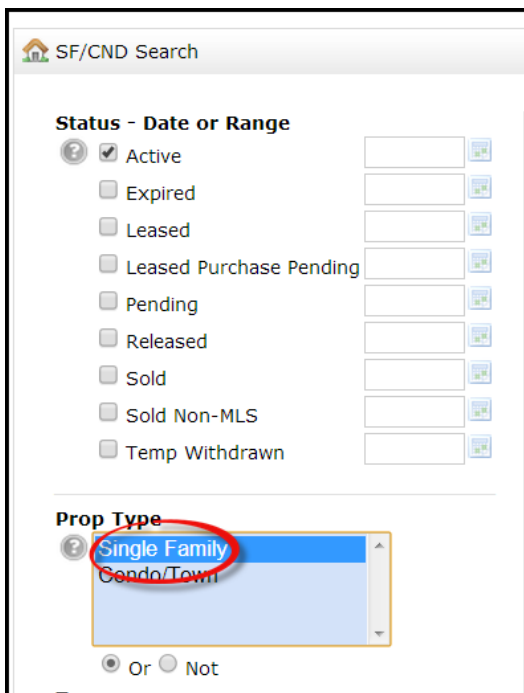 SF/CND Search
Status - Date or Range
? Active
Expired
Leased
Leased Purchase Pending
Pending
Released
Sold
Sold Non-MLS
Temp Withdrawn
Prop Type
? Single Family
Condo/Town
Or Not